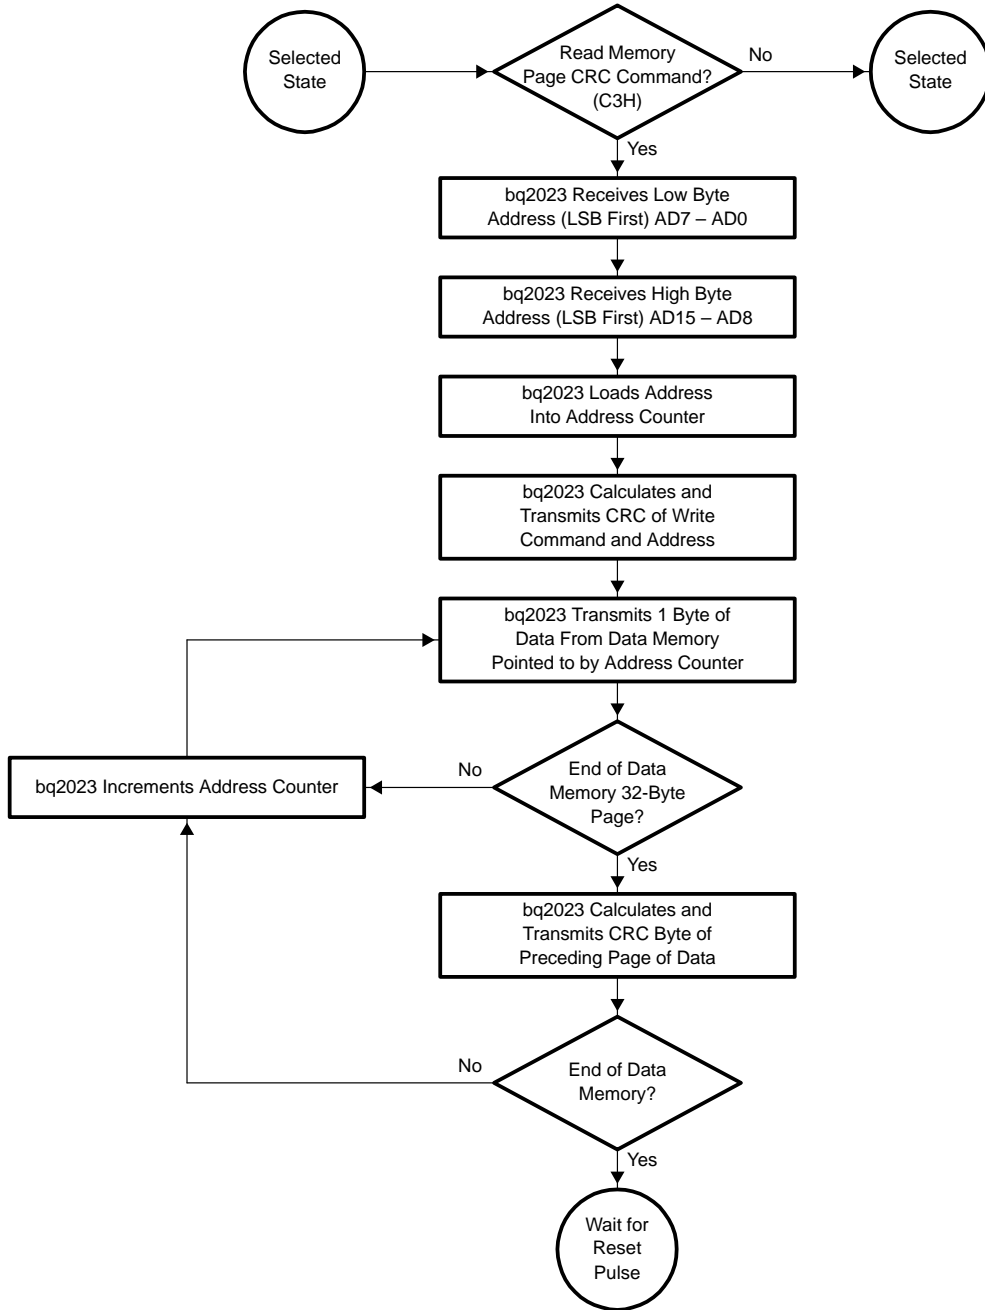 Selected
State
Read Memory
Page CRC Command?
(C3H)
No
Selected
State
Yes
bq2023 Receives Low Byte
Address (LSB First) AD7 – AD0
bq2023 Receives High Byte
Address (LSB First) AD15 – AD8
bq2023 Loads Address
Into Address Counter
bq2023 Calculates and
Transmits CRC of Write
Command and Address
bq2023 Transmits 1 Byte of
Data From Data Memory
Pointed to by Address Counter
bq2023 Increments Address Counter
No
End of Data
Memory 32-Byte
Page?
Yes
bq2023 Calculates and
Transmits CRC Byte of
Preceding Page of Data
No
End of Data
Memory?
Yes
Wait for
Reset
Pulse